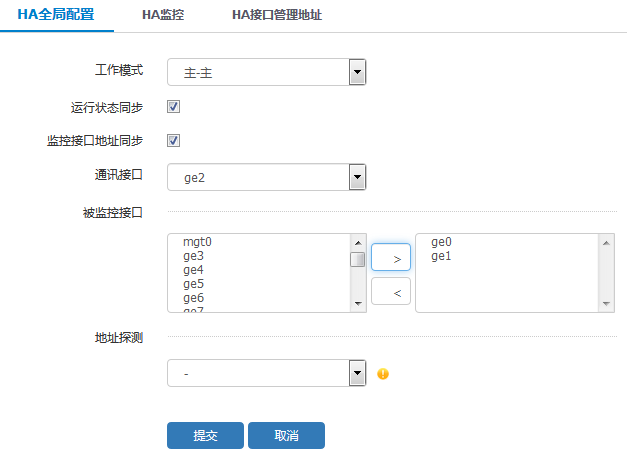 HA全局配置 HA监控 HA接口管理地址
工作模式 主-主
运行状态同步
监控接口地址同步
通讯接口 ge2
被监控接口
mgt0
ge3
ge4
ge5
ge6
ge7
>
<
ge0
ge1
地址探测
-
提交 取消